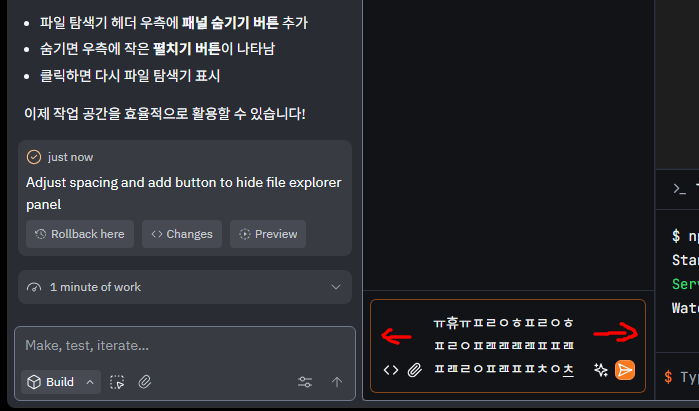 파일 탐색기 헤더 우측에 패널 숨기기 버튼 추가
숨기면 우측에 작은 펼치기 버튼이 나타남
클릭하면 다시 파일 탐색기 표시
이제 작업 공간을 효율적으로 활용할 수 있습니다!
just now
Adjust spacing and add button to hide file explorer
panel
Rollback here
Changes
Preview
1 minute of work
Make, test, iterate...
Build
ㅠ휴ㅠㅍㄹㅇㅎㅍㄹㅇㅎ
ㅍㄹㅇㅍㄹㄹㄹㄹㄹㅍㅍㄹ
ㅍㄹㄹㅇㅍㄹㅍㅍㅊㅇㅊ
>_
$ np
Star
Serv
Watc
$ Typ